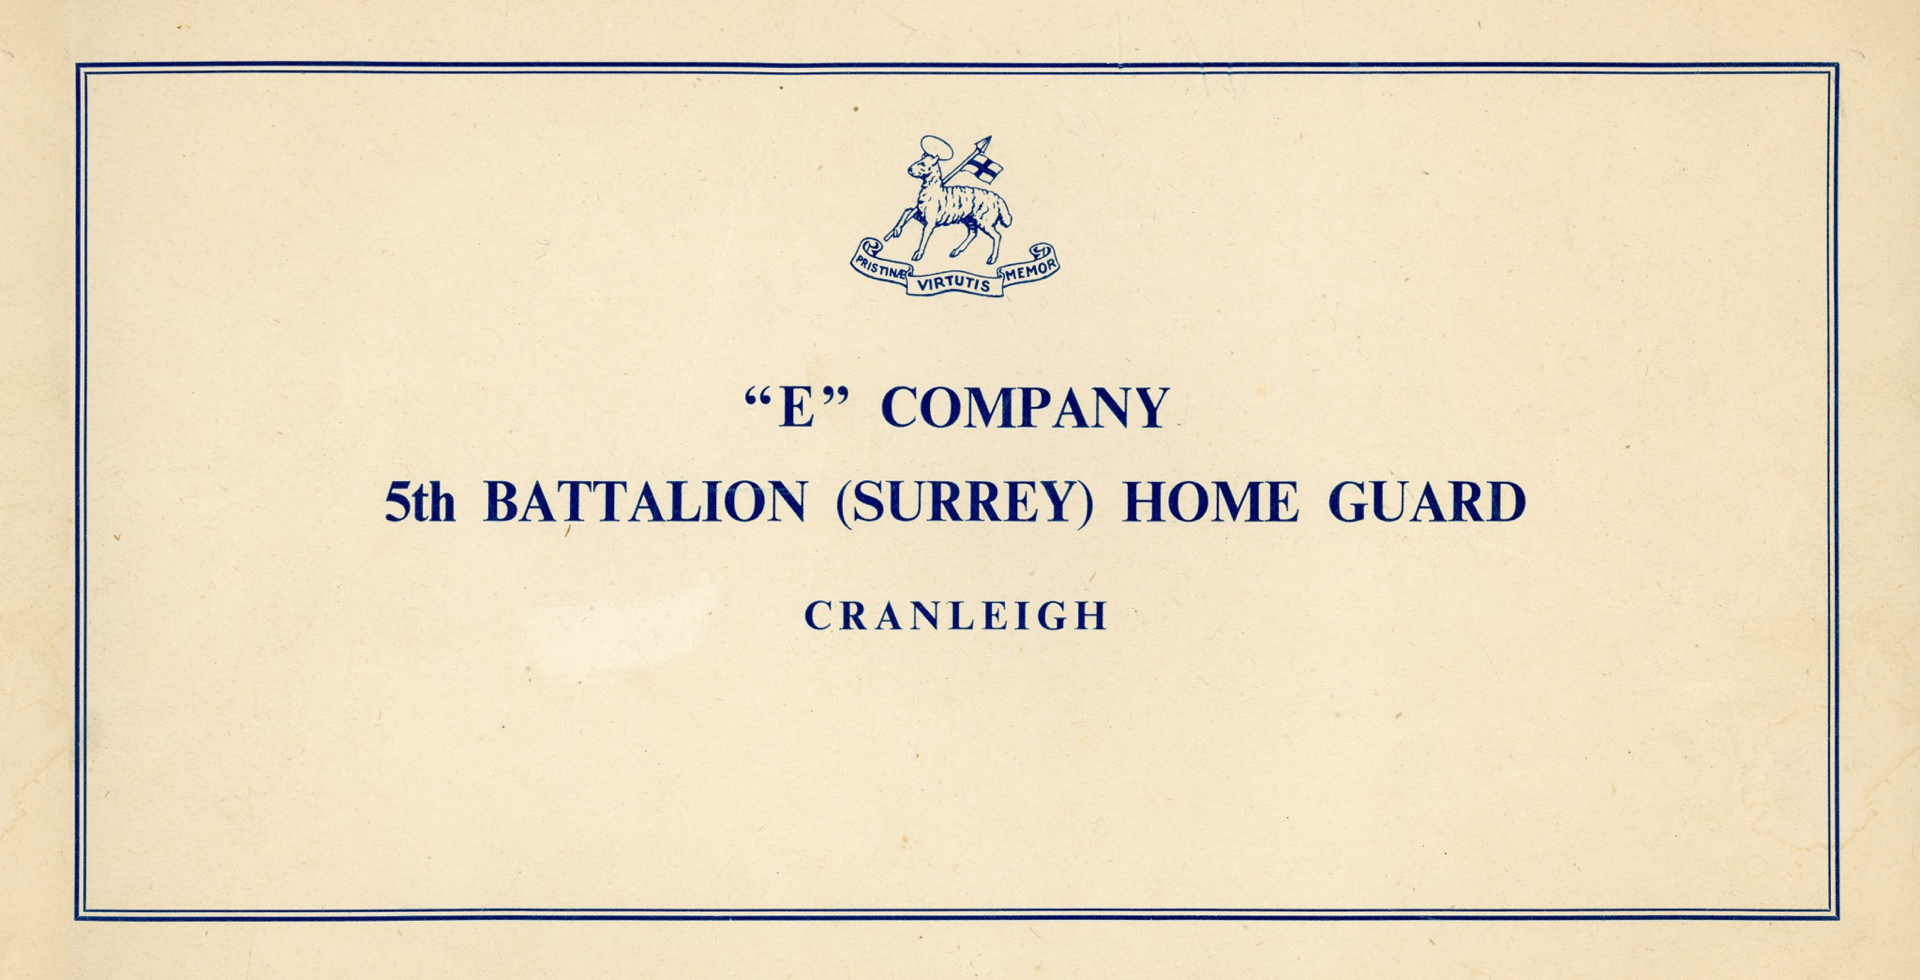 PRISTINÆ VIRTUTIS MEMOR
“E” COMPANY
5th BATTALION (SURREY) HOME GUARD
CRANLEIGH